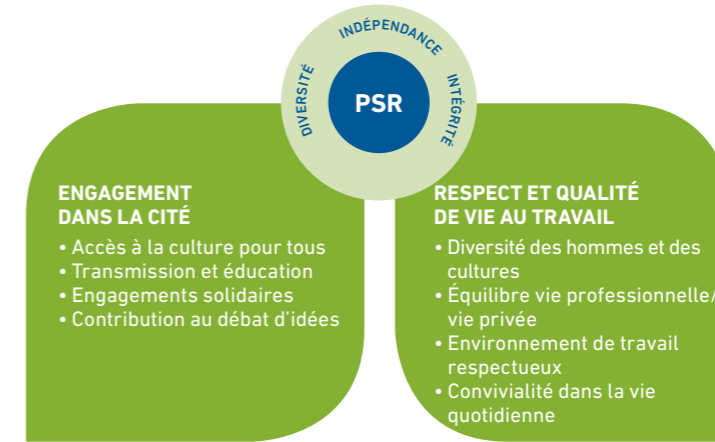 DIVERSITÉ
INDÉPENDANCE
INTÉGRITÉ
PSR
ENGAGEMENT
DANS LA CITÉ
• Accès à la culture pour tous
• Transmission et éducation
• Engagements solidaires
• Contribution au débat d'idées
RESPECT ET QUALITÉ
DE VIE AU TRAVAIL
• Diversité des hommes et des
cultures
• Équilibre vie professionnelle/
vie privée
• Environnement de travail
respectueux
• Convivialité dans la vie
quotidienne